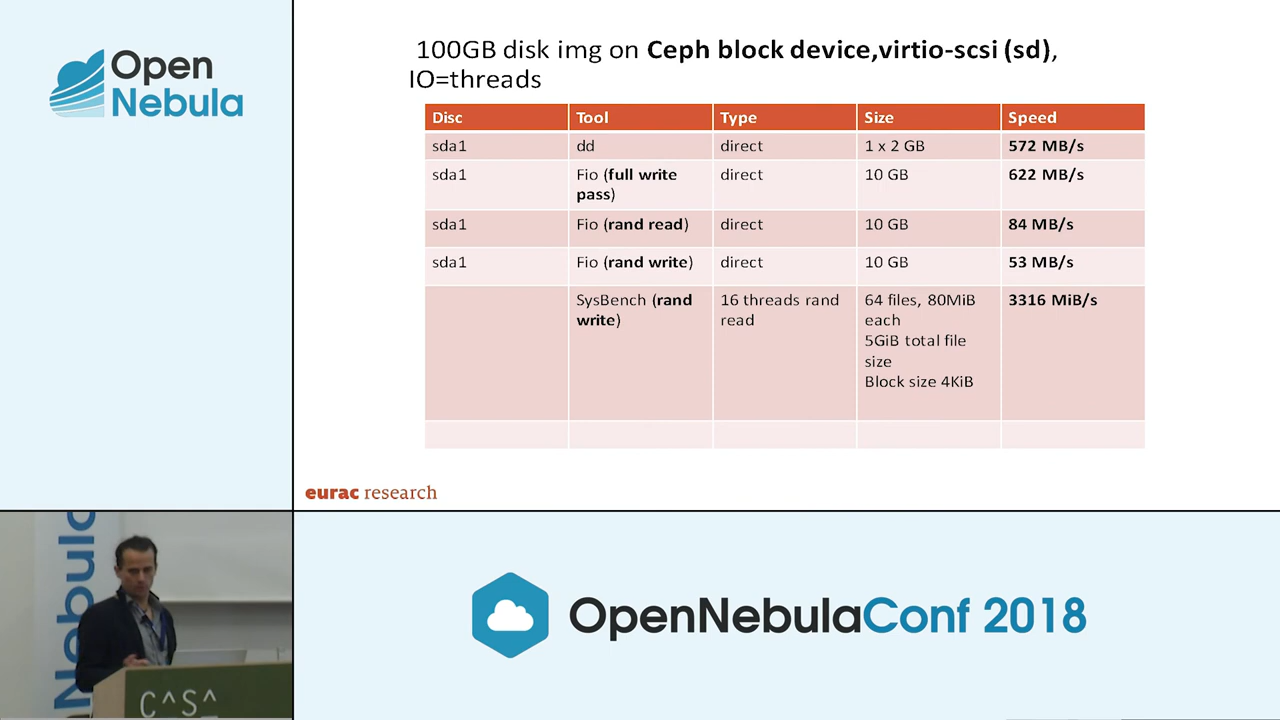 Open
Nebula
100GB disk img on Ceph block device,virtio-scsi (sd),
IO=threads
Disc Tool Type Size Speed
sda1 dd direct 1 x 2 GB 572 MB/s
sda1 Fio (full write direct 10 GB 622 MB/s
pass)
sda1 Fio (rand read) direct 10 GB 84 MB/s
sda1 Fio (rand write) direct 10 GB 53 MB/s
SysBench (rand 16 threads rand 64 files, 80MiB 3316 MiB/s
write) read each
5GiB total file
size
Block size 4KiB
eurac research
Nebul
C^S^
OpenNebulaConf 2018